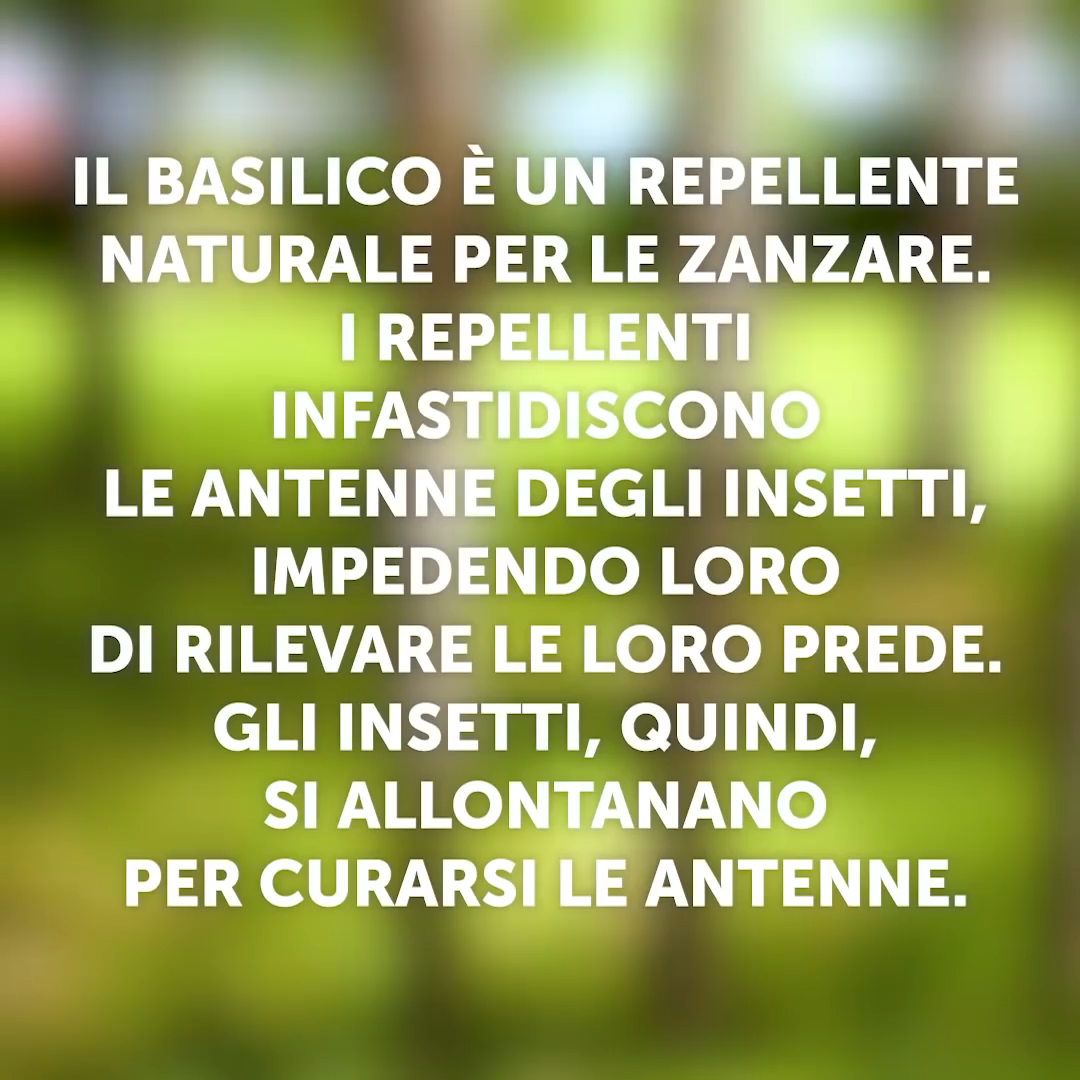 IL BASILICO È UN REPELLENTE
NATURALE PER LE ZANZARE.
I REPELLENTI
INFASTIDISCONO
LE ANTENNE DEGLI INSETTI,
IMPEDENDO LORO
DI RILEVARE LE LORO PREDE.
GLI INSETTI, QUINDI,
SI ALLONTANANO
PER CURARSI LE ANTENNE.